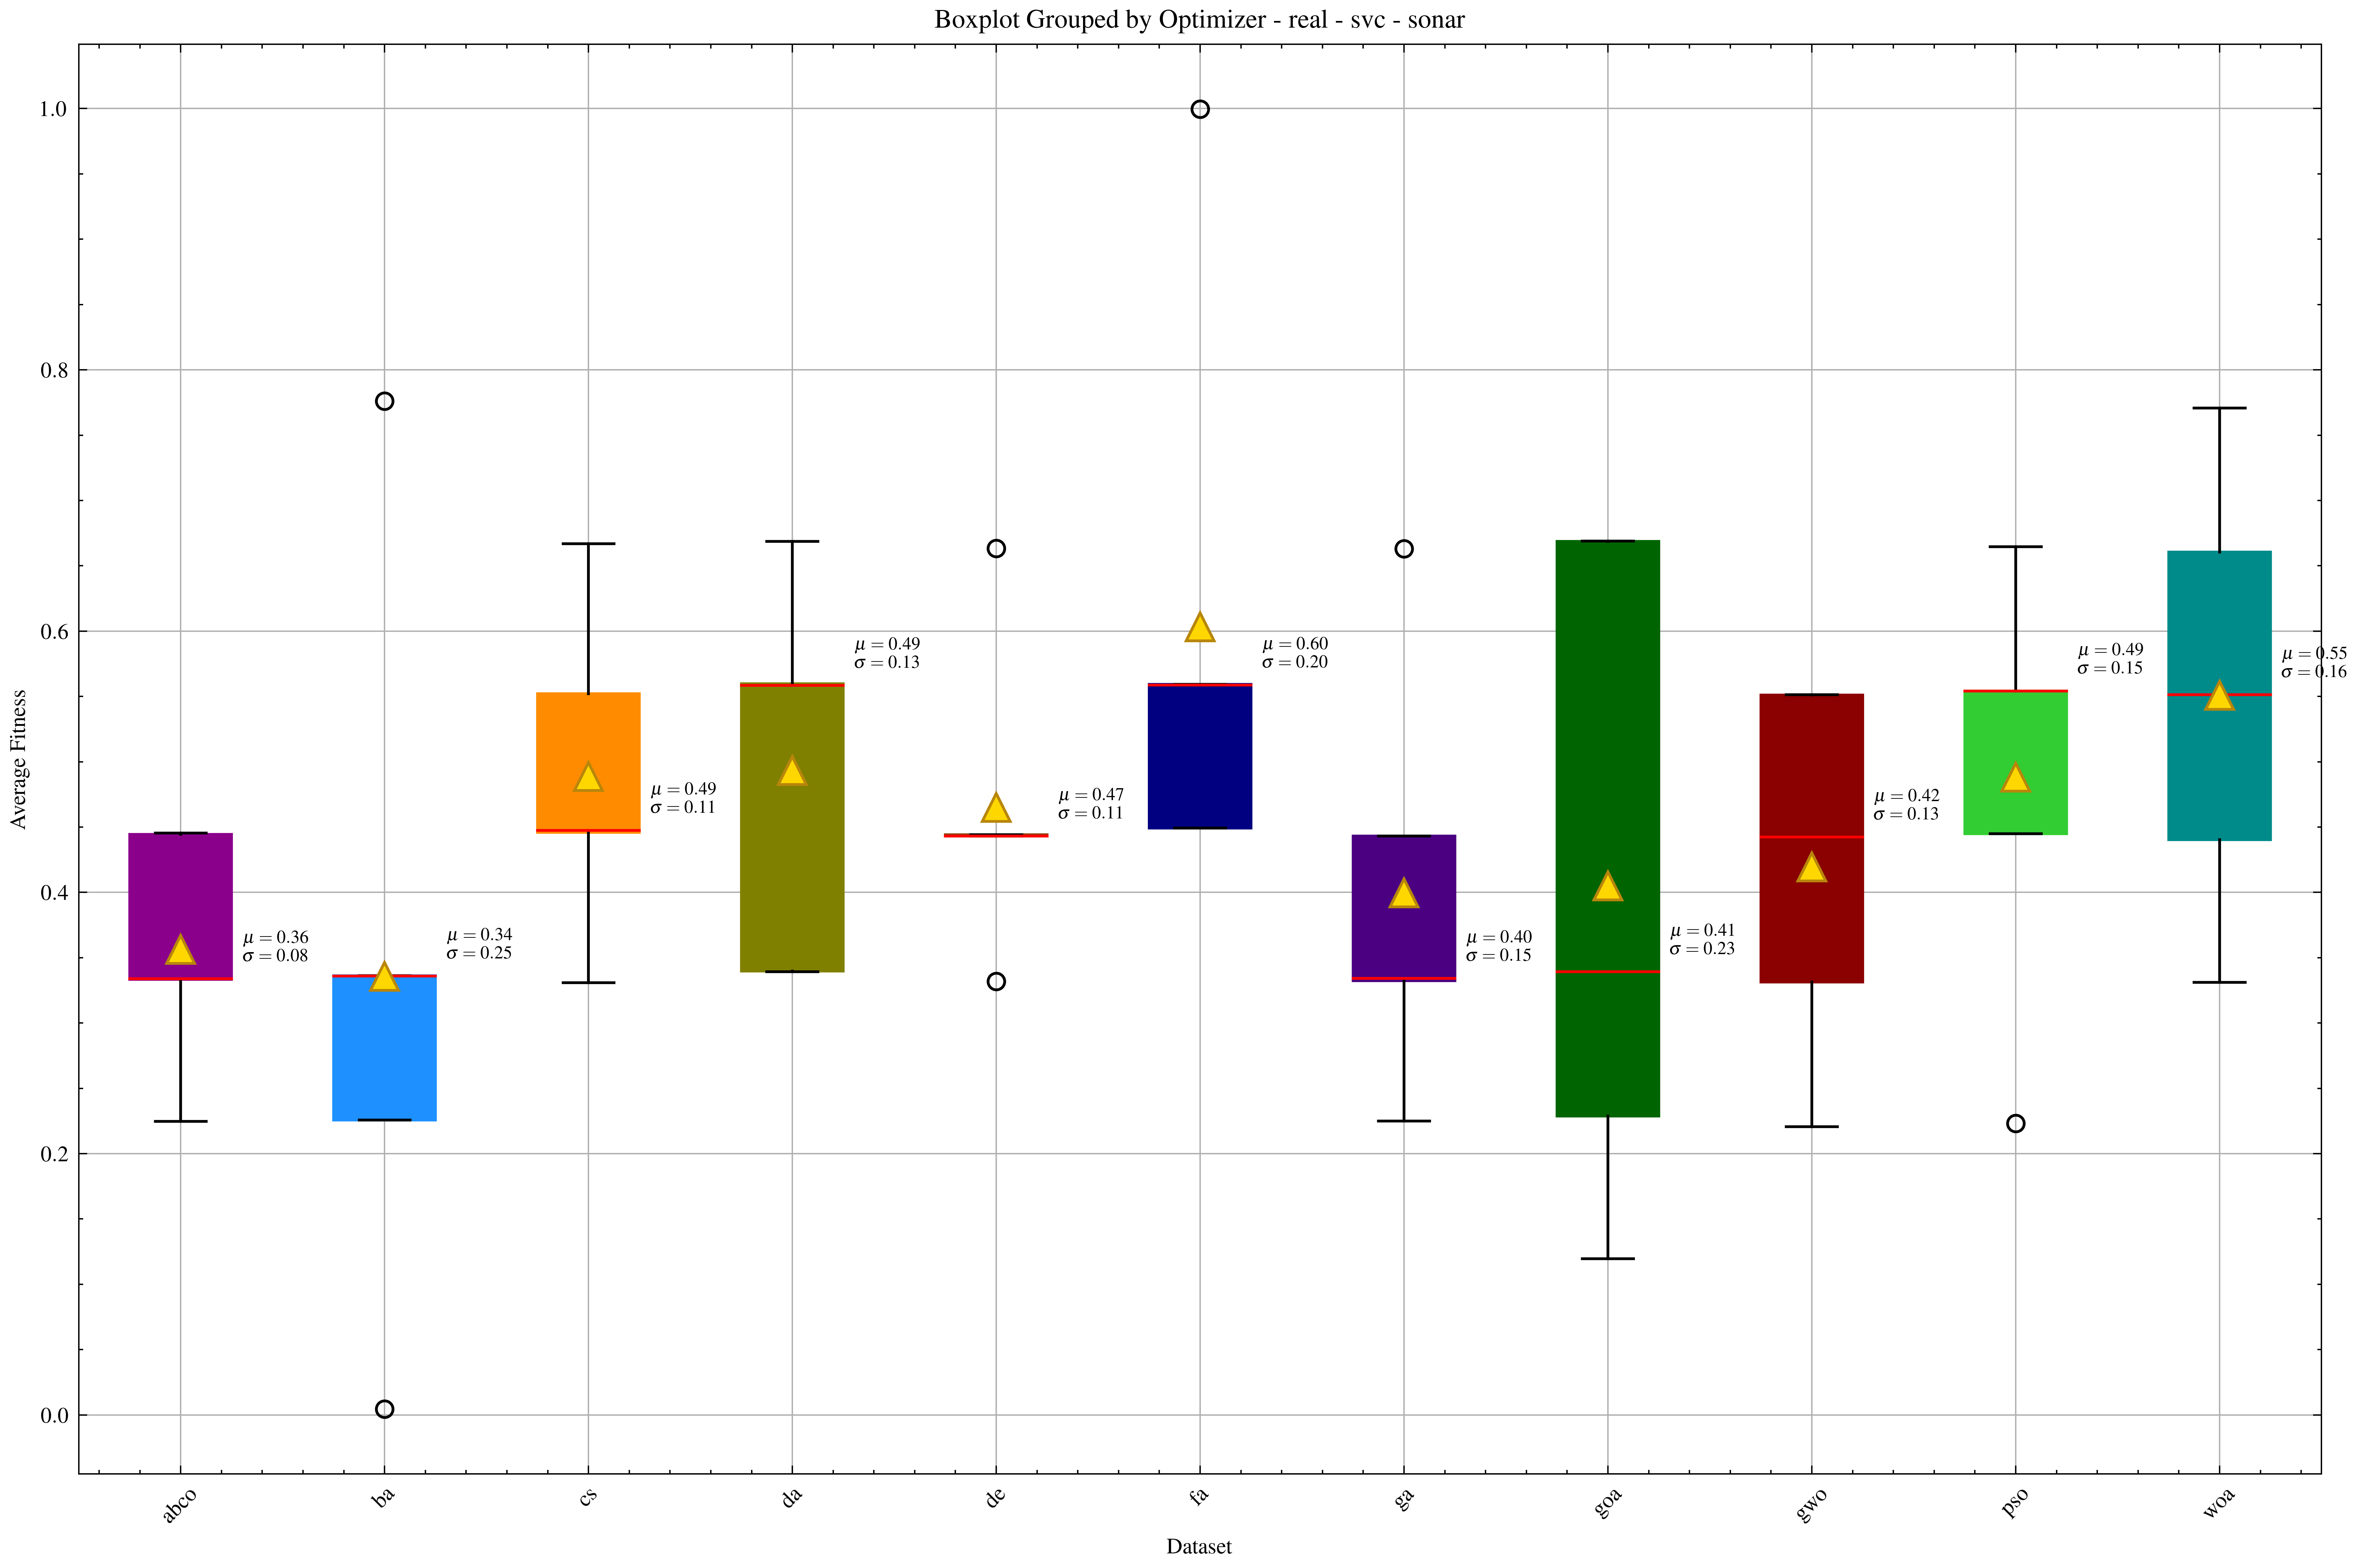 Boxplot Grouped by Optimizer - real - svc - sonar
Average Fitness
1.0
0.8
0.6
0.4
0.2
0.0
μ = 0.36
σ = 0.08
μ = 0.34
σ = 0.25
μ = 0.49
σ = 0.11
μ = 0.49
σ = 0.13
μ = 0.47
σ = 0.11
μ = 0.60
σ = 0.20
μ = 0.40
σ = 0.15
μ = 0.41
σ = 0.23
μ = 0.42
σ = 0.13
μ = 0.49
σ = 0.15
μ = 0.55
σ = 0.16
abco
ba
cs
da
de
fa
ga
goa
gwo
pso
woa
Dataset